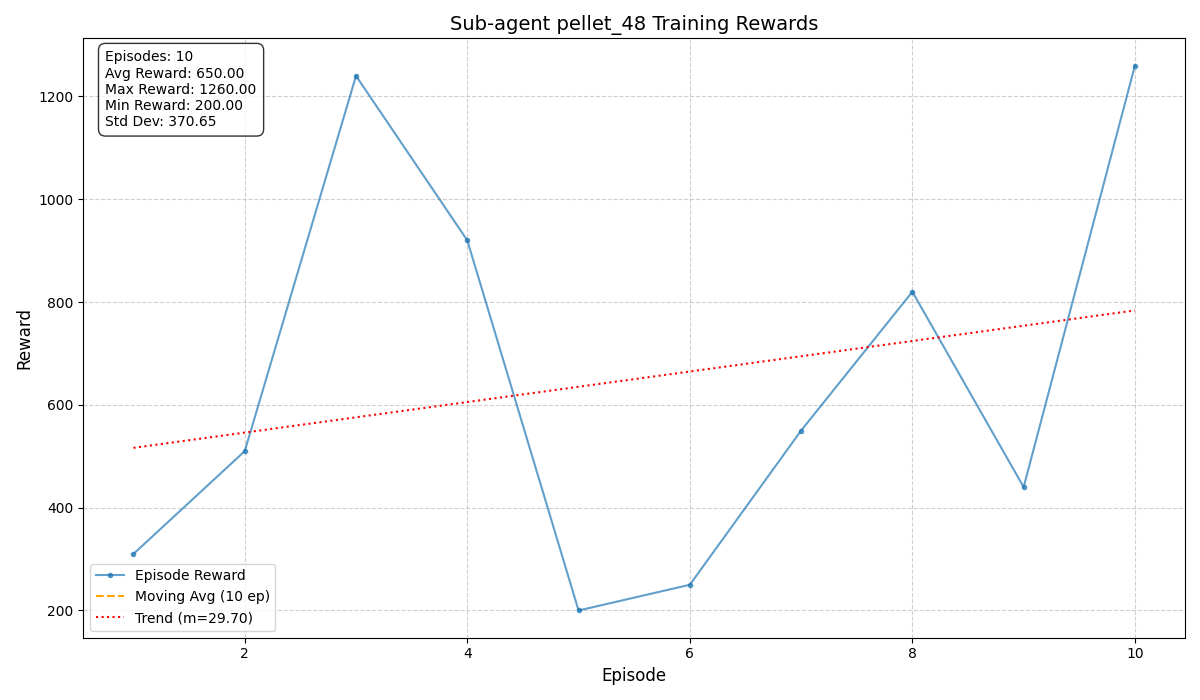 Sub-agent pellet_48 Training Rewards
Episodes: 10
Avg Reward: 650.00
Max Reward: 1260.00
Min Reward: 200.00
Std Dev: 370.65
1200
1000
800
600
400
200
Reward
Episode Reward
Moving Avg (10 ep)
Trend (m=29.70)
2 4 6 8 10
Episode